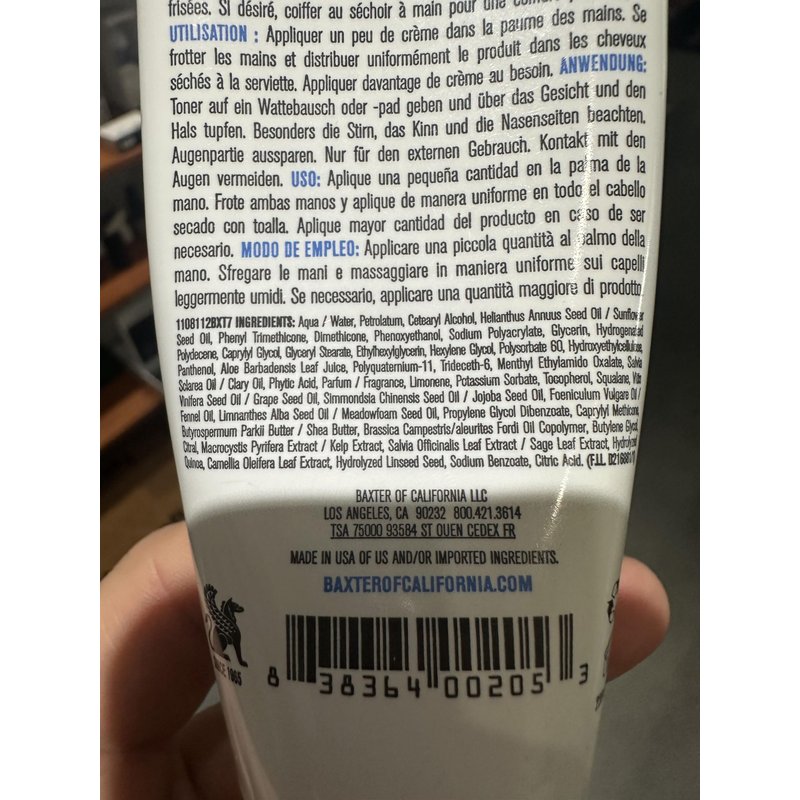 frisées. Si désiré, coiffer au séchoir à main pour une
UTILISATION : Appliquer un peu de crème dans la paume des mains. Se
frotter les mains et distribuer uniformément le produit dans les cheveux
séchés à la serviette. Appliquer davantage de crème au besoin. ANWENDUNG:
Toner auf ein Wattebausch oder -pad geben und über das Gesicht und den
Hals tupfen. Besonders die Stirn, das Kinn und die Nasenseiten beachten.
Augenpartie aussparen. Nur für den externen Gebrauch. Kontakt mit den
Augen vermeiden. USO: Aplique una pequeña cantidad en la palma de la
mano. Frote ambas manos y aplique de manera uniforme en todo el cabello
secado con toalla. Aplique mayor cantidad del producto en caso de ser
necesario. MODO DE EMPLEO: Applicare una piccola quantità al palmo della
mano. Sfregare le mani e massaggiare in maniera uniforme sui capelli
leggermente umidi. Se necessario, applicare una quantità maggiore di prodotto.
1108112BXT7 INGREDIENTS: Aqua / Water, Petrolatum, Cetearyl Alcohol, Helianthus Annuus Seed Oil / Sunflower
Seed Oil, Phenyl Trimethicone, Dimethicone, Phenoxyethanol, Sodium Polyacrylate, Glycerin, Hydrogenated
Polydecene, Caprylyl Glycol, Glyceryl Stearate, Ethylhexylglycerin, Hexylene Glycol, Polysorbate 60, Hydroxyethylcellulose,
Panthenol, Aloe Barbadensis Leaf Juice, Polyquaternium-11, Trideceth-6, Menthyl Ethylamido Oxalate, Salvia
Sclarea Oil / Clary Oil, Phytic Acid, Parfum / Fragrance, Limonene, Potassium Sorbate, Tocopherol, Squalane, Vitis
Vinifera Seed Oil / Grape Seed Oil, Simmondsia Chinensis Seed Oil / Jojoba Seed Oil, Foeniculum Vulgare Oil /
Fennel Oil, Limnanthes Alba Seed Oil / Meadowfoam Seed Oil, Propylene Glycol Dibenzoate, Caprylyl Methicone,
Butyrospermum Parkii Butter / Shea Butter, Brassica Campestris/aleurites Fordi Oil Copolymer, Butylene Glycol,
Citral, Macrocystis Pyrifera Extract / Kelp Extract, Salvia Officinalis Leaf Extract / Sage Leaf Extract, Hydrolyzed
Quinoa, Camellia Oleifera Leaf Extract, Hydrolyzed Linseed Seed, Sodium Benzoate, Citric Acid. (F.I.L. D216881/1)
BAXTER OF CALIFORNIA LLC
LOS ANGELES, CA 90232 800.421.3614
TSA 75000 93584 ST OUEN CEDEX FR
MADE IN USA OF US AND/OR IMPORTED INGREDIENTS.
BAXTEROFCALIFORNIA.COM
SINCE 1965
8 38364 00205 3